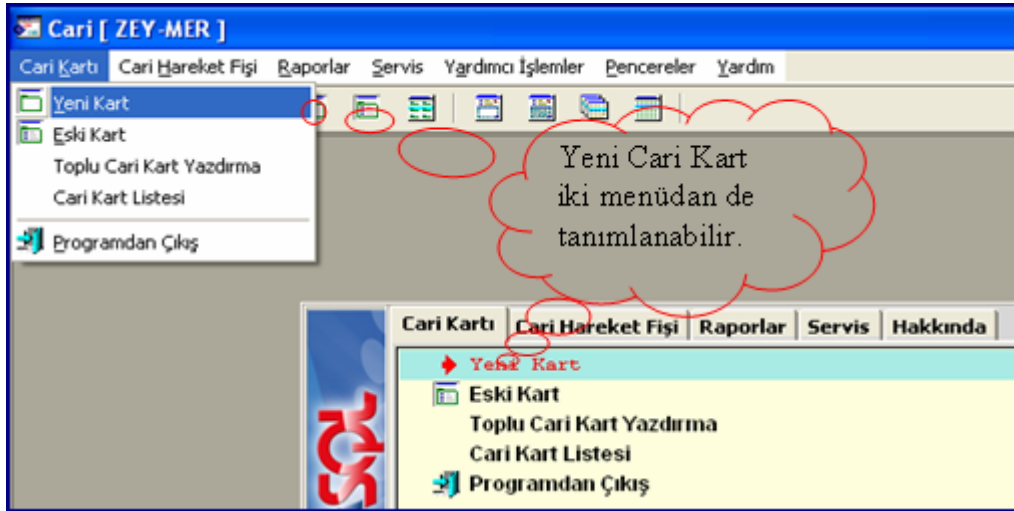 Cari [ ZEY-MER ]
Cari Kartı Cari Hareket Fişi Raporlar Servis Yardımcı İşlemler Pencereler Yardım
Yeni Kart
Eski Kart
Toplu Cari Kart Yazdırma
Cari Kart Listesi
Programdan Çıkış
Yeni Cari Kart
iki menüdan de
tanımlanabilir.
Cari Kartı Cari Hareket Fişi Raporlar Servis Hakkında
Yeni Kart
Eski Kart
Toplu Cari Kart Yazdırma
Cari Kart Listesi
Programdan Çıkış
SQL